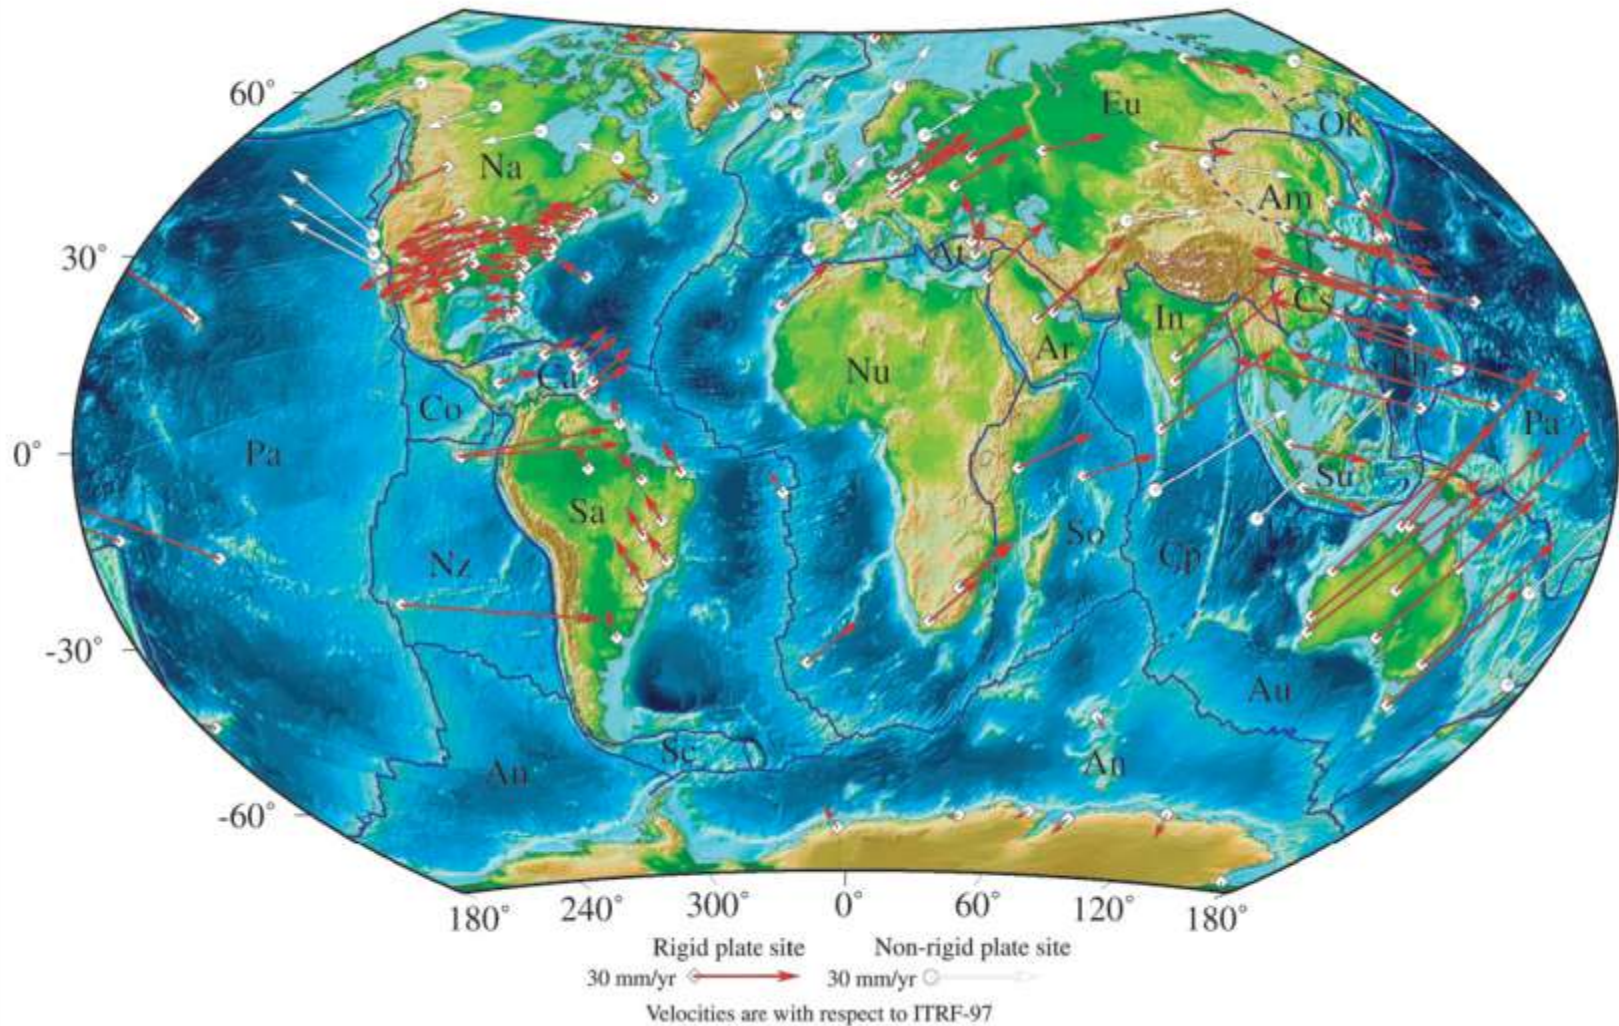 60°
30°
0°
-30°
-60°
Eu
Ok
Na
Am
At
Cs
In
Ar
Ca
Nu
Ph
Co
Pa
Pa
Su
Sa
So
Nz
Cp
Au
Sc
An
An
180° 240° 300° 0° 60° 120° 180°
Rigid plate site Non-rigid plate site
30 mm/yr 30 mm/yr
Velocities are with respect to ITRF-97